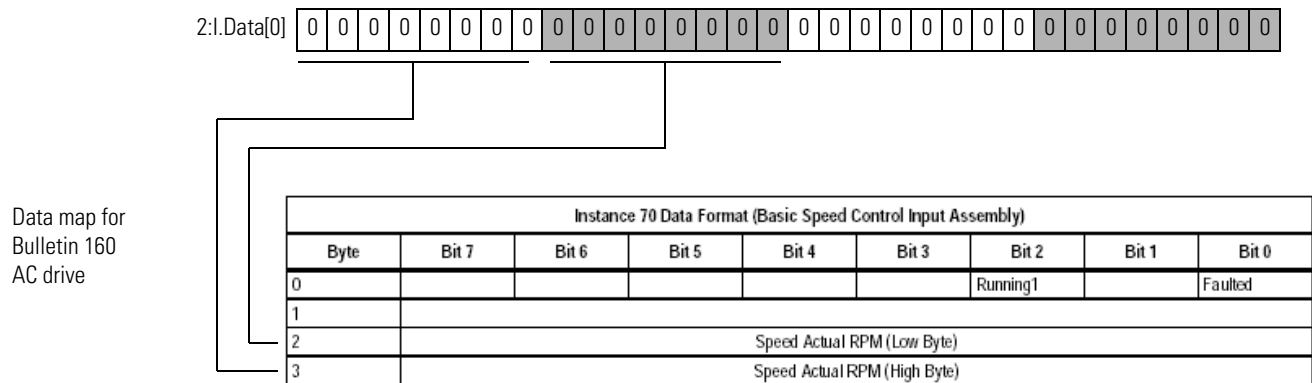 2:I.Data[0] 0 0 0 0 0 0 0 0 0 0 0 0 0 0 0 0 0 0 0 0 0 0 0 0 0 0 0 0 0 0 0 0
Data map for
Bulletin 160
AC drive
Instance 70 Data Format (Basic Speed Control Input Assembly)
Byte Bit 7 Bit 6 Bit 5 Bit 4 Bit 3 Bit 2 Bit 1 Bit 0
0 Running1 Faulted
1
2 Speed Actual RPM (Low Byte)
3 Speed Actual RPM (High Byte)